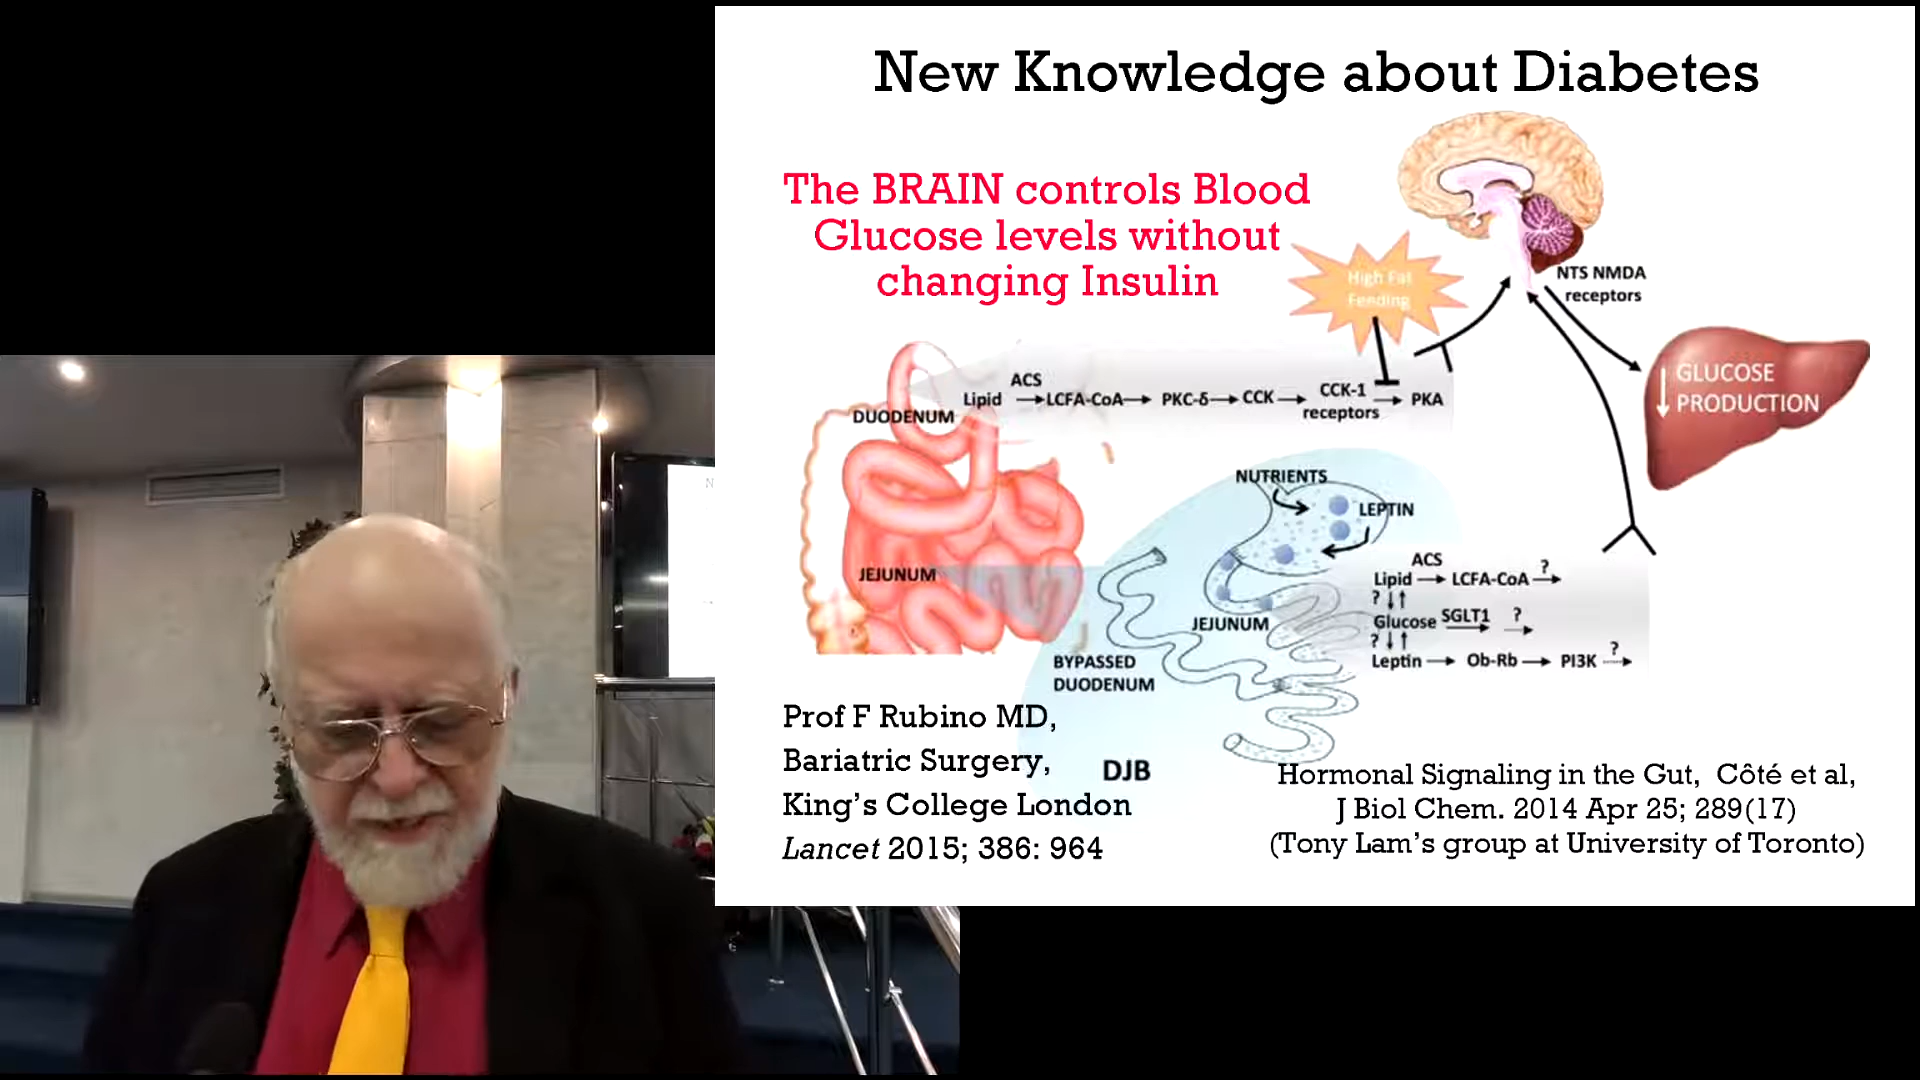 New Knowledge about Diabetes
The BRAIN controls Blood
Glucose levels without
changing Insulin
High Fat
Feeding
NTS NMDA
receptors
GLUCOSE
PRODUCTION
DUODENUM
ACS
Lipid → LCFA-CoA → PKC-δ → CCK → CCK-1 receptors → PKA
JEJUNUM
NUTRIENTS
LEPTIN
JEJUNUM
BYPASSED
DUODENUM
DJB
ACS
Lipid → LCFA-CoA ? →
? ↓↑
Glucose SGLT1 → ? →
? ↓↑
Leptin → Ob-Rb → PI3K ? →
Prof F Rubino MD,
Bariatric Surgery,
King's College London
Lancet 2015; 386: 964
Hormonal Signaling in the Gut, Côté et al,
J Biol Chem. 2014 Apr 25; 289(17)
(Tony Lam's group at University of Toronto)